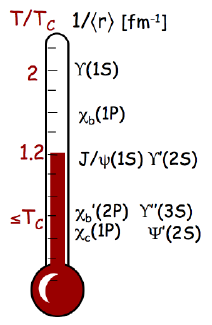 T/T_C 1/⟨r⟩ [fm⁻¹]
2 ϒ(1S)
χ_b(1P)
1.2 J/ψ(1S) ϒ'(2S)
≤T_C χ_b'(2P) ϒ''(3S)
χ_c(1P) Ψ'(2S)